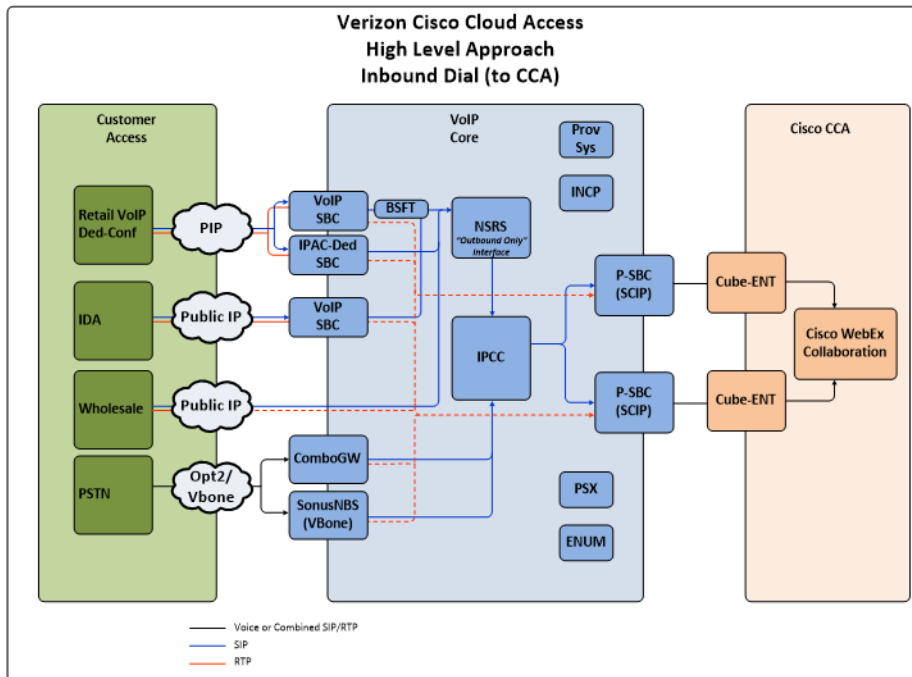 Verizon Cisco Cloud Access
High Level Approach
Inbound Dial (to CCA)
Customer
Access
VoIP
Core
Cisco CCA
Prov
Sys
INCP
Retail VoIP
Ded-Conf
PIP
VoIP
SBC
BSFT
IPAC-Ded
SBC
NSRS
"Outbound Only"
Interface
P-SBC
(SCIP)
Cube-ENT
IDA
Public IP
VoIP
SBC
IPCC
Cisco WebEx
Collaboration
Wholesale
Public IP
P-SBC
(SCIP)
Cube-ENT
PSTN
Opt2/
Vbone
ComboGW
SonusNBS
(VBone)
PSX
ENUM
Voice or Combined SIP/RTP
SIP
RTP